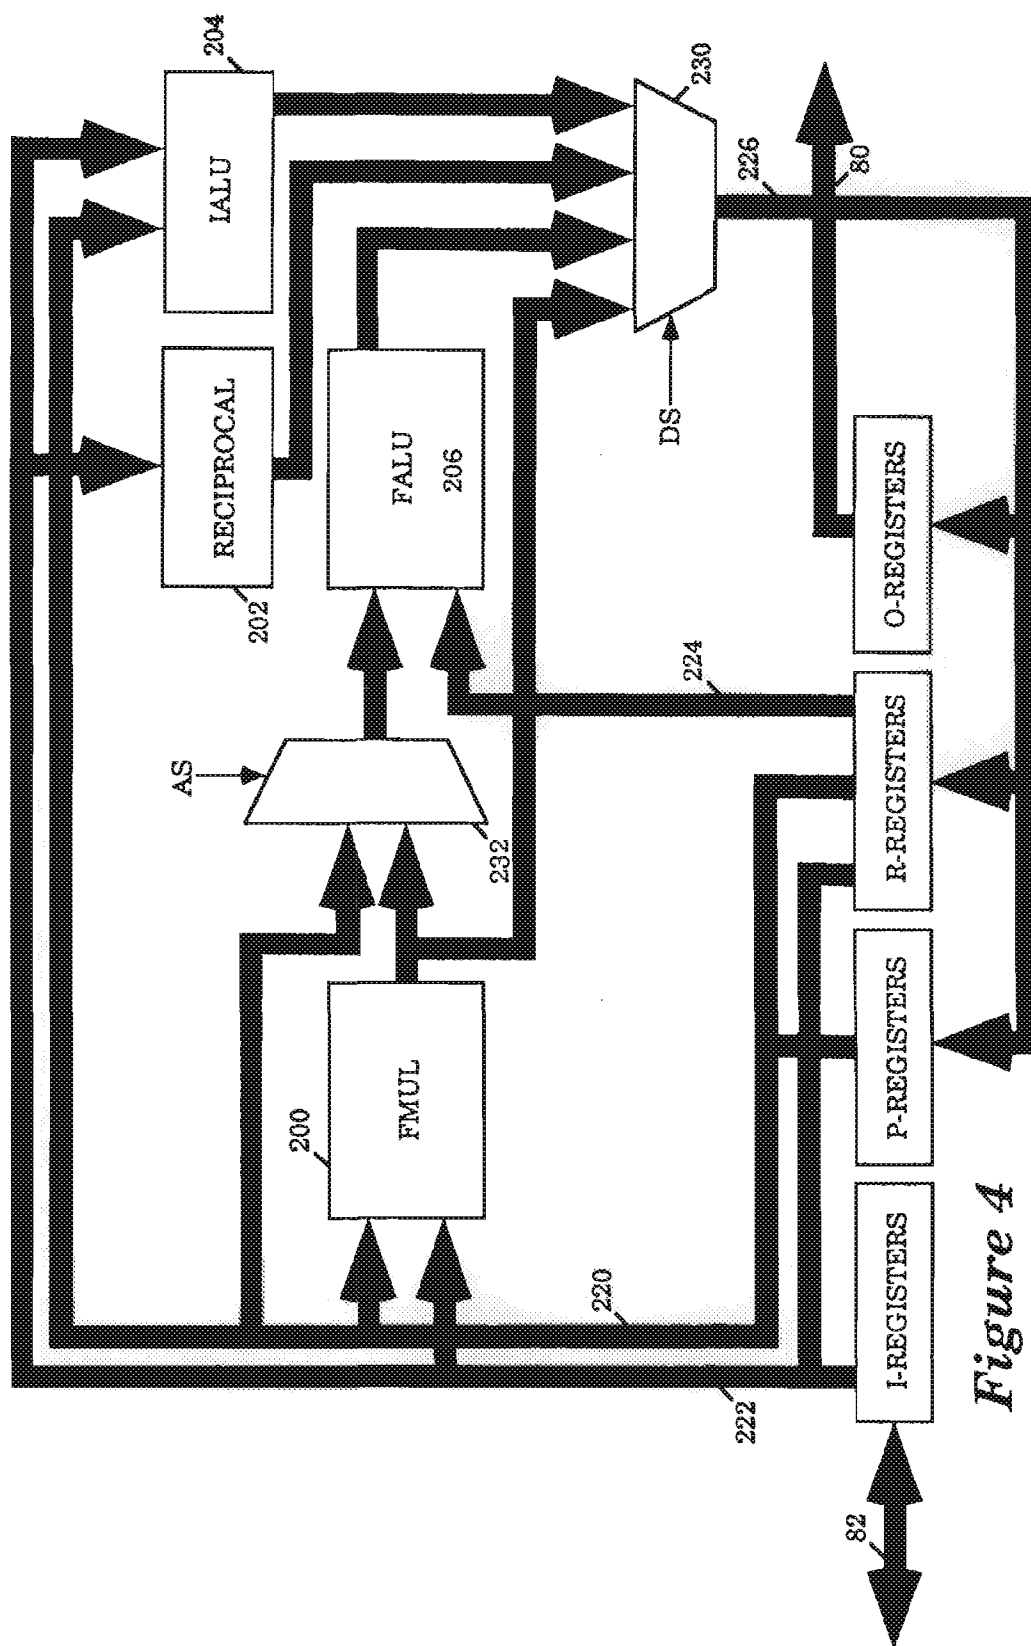 204
IALU
RECIPROCAL
202
FALU
206
AS
232
200
FMUL
230
DS
226
80
224
220
222
O-REGISTERS
R-REGISTERS
P-REGISTERS
I-REGISTERS
82
Figure 4